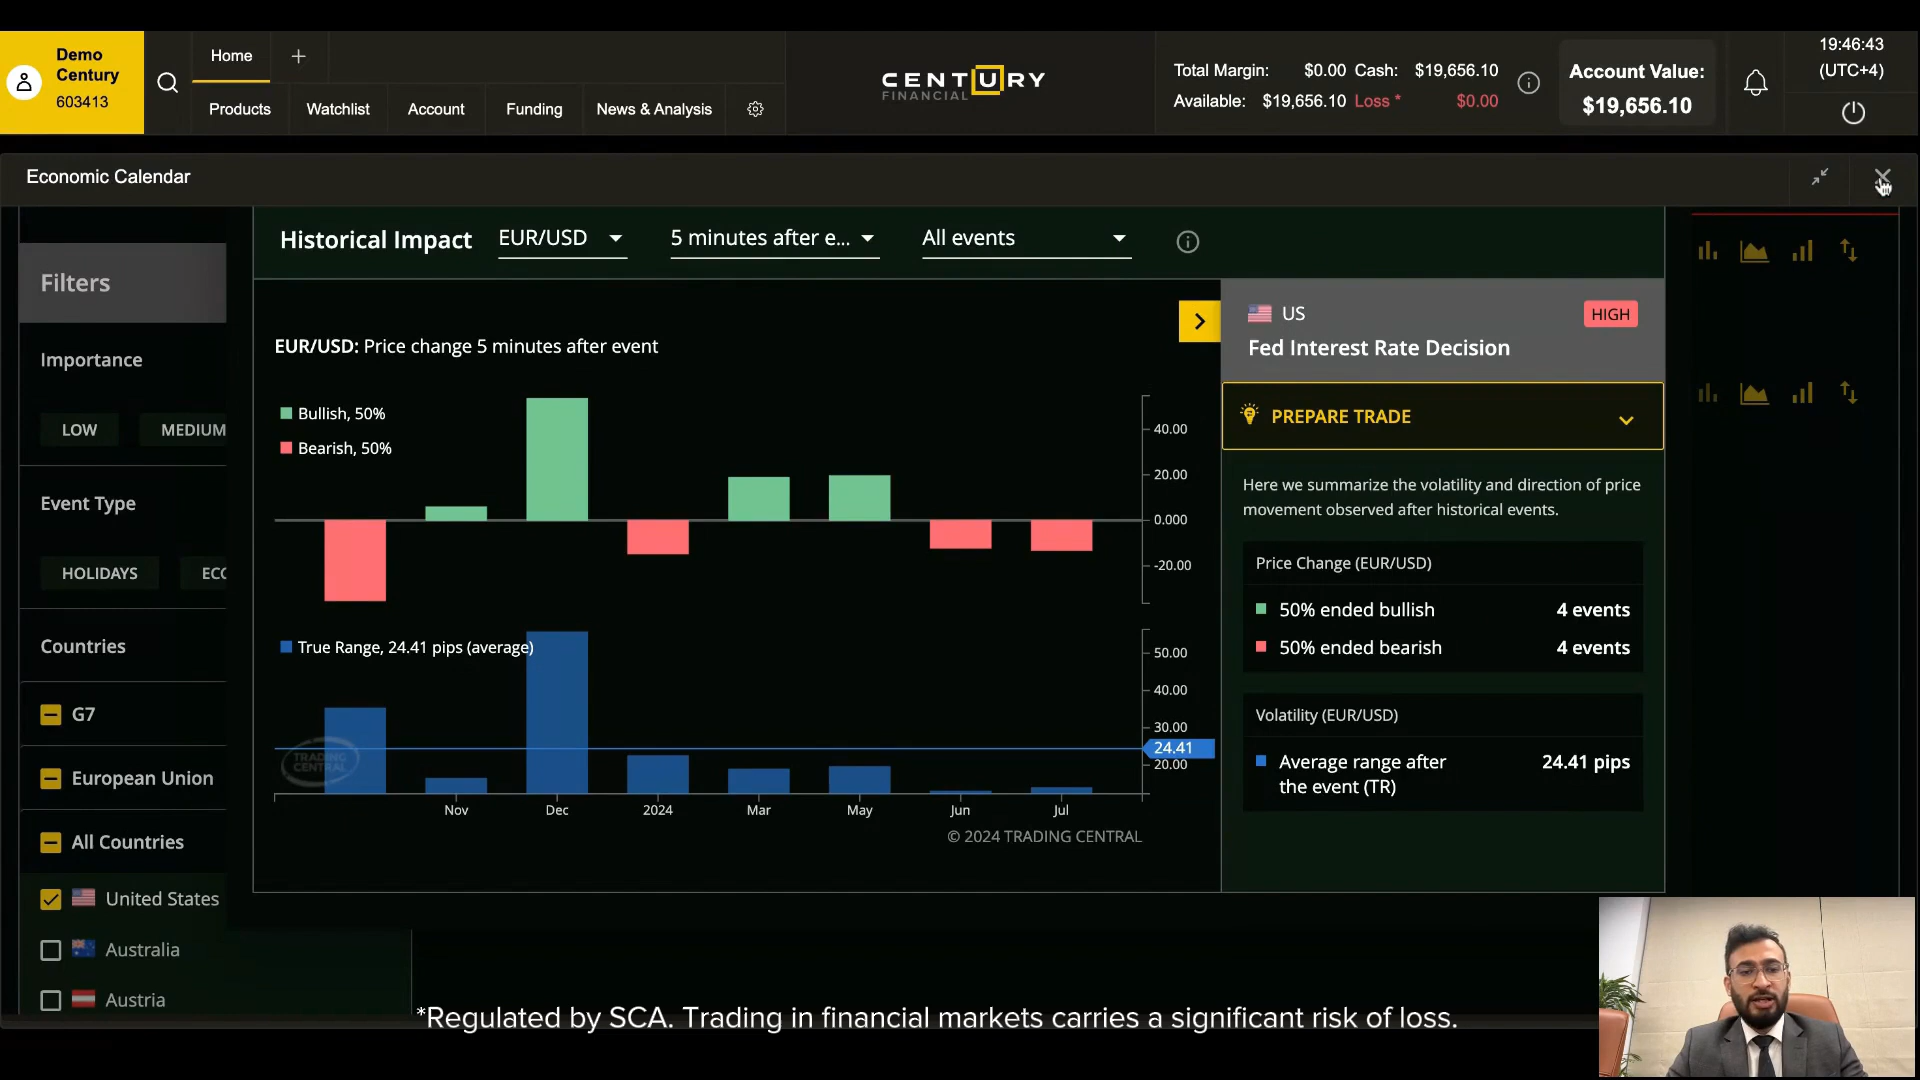 Demo
Century
603413
Home
Products
Watchlist
Account
Funding
News & Analysis
CENTURY
FINANCIAL
Total Margin: $0.00 Cash: $19,656.10
Available: $19,656.10 Loss * $0.00
Account Value:
$19,656.10
19:46:43
(UTC+4)
Economic Calendar
Filters
Importance
LOW
MEDIUM
Event Type
HOLIDAYS
ECC
Countries
G7
European Union
All Countries
United States
Australia
Austria
Historical Impact
EUR/USD
5 minutes after e...
All events
EUR/USD: Price change 5 minutes after event
Bullish, 50%
Bearish, 50%
40.00
20.00
0.000
-20.00
True Range, 24.41 pips (average)
50.00
40.00
30.00
24.41
20.00
TRADING
CENTRAL
Nov Dec 2024 Mar May Jun Jul
© 2024 TRADING CENTRAL
US
HIGH
Fed Interest Rate Decision
PREPARE TRADE
Here we summarize the volatility and direction of price
movement observed after historical events.
Price Change (EUR/USD)
50% ended bullish 4 events
50% ended bearish 4 events
Volatility (EUR/USD)
Average range after 24.41 pips
the event (TR)
*Regulated by SCA. Trading in financial markets carries a significant risk of loss.